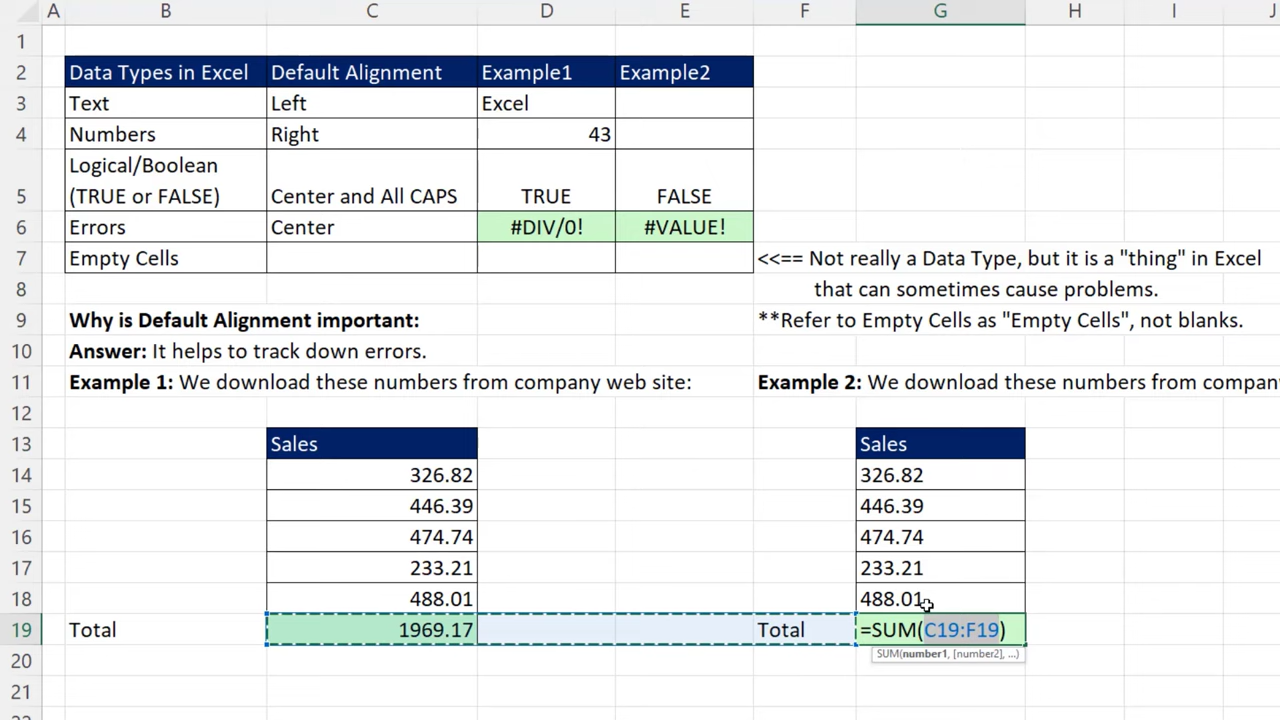 A B C D E F G H I J
1
2 Data Types in Excel Default Alignment Example1 Example2
3 Text Left Excel
4 Numbers Right 43
Logical/Boolean
5 (TRUE or FALSE) Center and All CAPS TRUE FALSE
6 Errors Center #DIV/0! #VALUE!
7 Empty Cells <<== Not really a Data Type, but it is a "thing" in Excel
8 that can sometimes cause problems.
9 Why is Default Alignment important: **Refer to Empty Cells as "Empty Cells", not blanks.
10 Answer: It helps to track down errors.
11 Example 1: We download these numbers from company web site: Example 2: We download these numbers from company
12
13 Sales Sales
14 326.82 326.82
15 446.39 446.39
16 474.74 474.74
17 233.21 233.21
18 488.01 488.01
19 Total 1969.17 Total =SUM(C19:F19)
SUM(number1, [number2], ...)
20
21
22